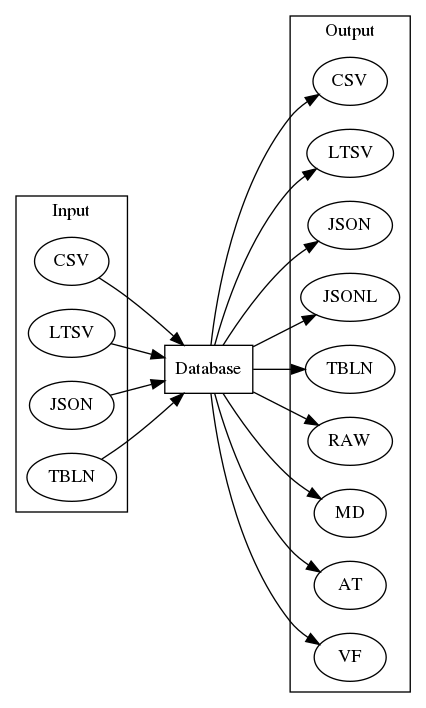 Input
CSV
LTSV
JSON
TBLN
Database
Output
CSV
LTSV
JSON
JSONL
TBLN
RAW
MD
AT
VF